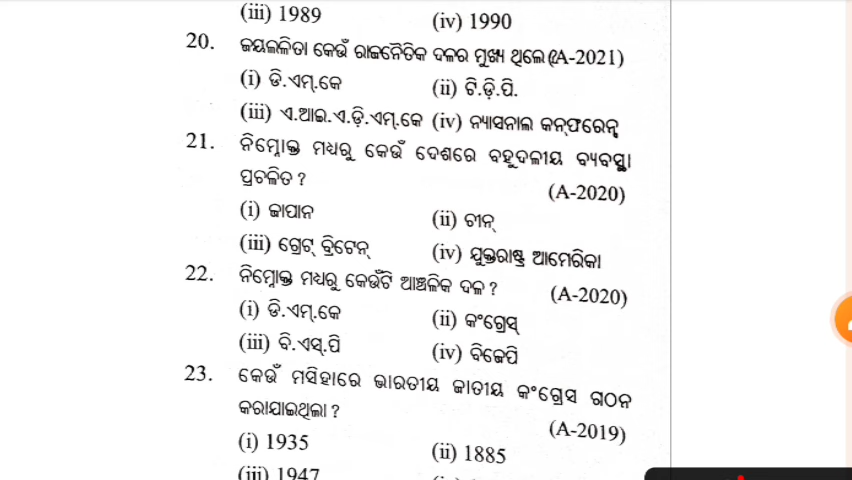 (iii) 1989 (iv) 1990
20. ଜୟଲଳିତା କେଉଁ ରାଜନୈତିକ ଦଳର ମୁଖ୍ୟ ଥିଲେ (A-2021)
(i) ଡି.ଏମ୍.କେ (ii) ଟି.ଡ଼ି.ପି.
(iii) ଏ.ଆଇ.ଏ.ଡ଼ି.ଏମ୍.କେ (iv) ନ୍ୟାସନାଲ କନ୍‌ଫରେନ୍ସ
21. ନିମ୍ନୋକ୍ତ ମଧ୍ୟରୁ କେଉଁ ଦେଶରେ ବହୁଦଳୀୟ ବ୍ୟବସ୍ଥା
ପ୍ରଚଳିତ ? (A-2020)
(i) ଜାପାନ (ii) ଚୀନ୍
(iii) ଗ୍ରେଟ୍ ବ୍ରିଟେନ୍ (iv) ଯୁକ୍ତରାଷ୍ଟ୍ର ଆମେରିକା
22. ନିମ୍ନୋକ୍ତ ମଧ୍ୟରୁ କେଉଁଟି ଆଞ୍ଚଳିକ ଦଳ ? (A-2020)
(i) ଡି.ଏମ୍.କେ (ii) କଂଗ୍ରେସ୍
(iii) ବି.ଏସ୍.ପି (iv) ବିଜେପି
23. କେଉଁ ମସିହାରେ ଭାରତୀୟ ଜାତୀୟ କଂଗ୍ରେସ ଗଠନ
କରାଯାଇଥିଲା ? (A-2019)
(i) 1935 (ii) 1885
(iii) 1947